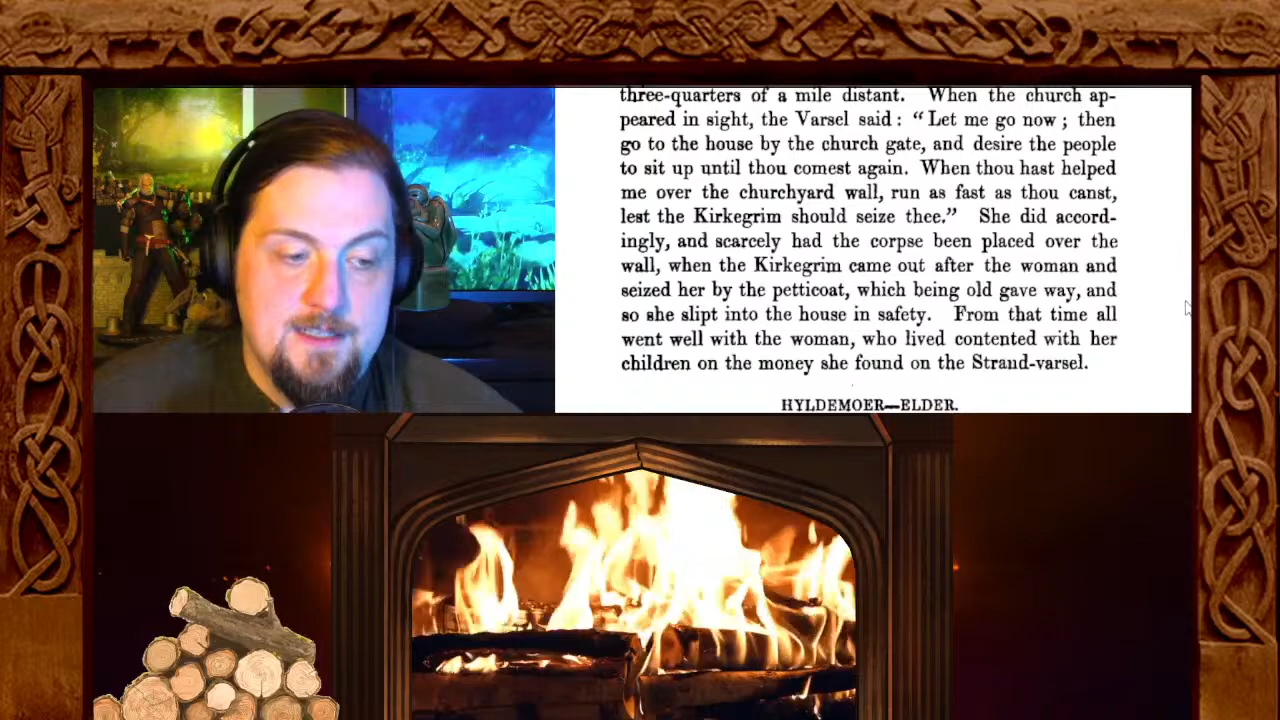 three-quarters of a mile distant. When the church ap-
peared in sight, the Varsel said: “Let me go now; then
go to the house by the church gate, and desire the people
to sit up until thou comest again. When thou hast helped
me over the churchyard wall, run as fast as thou canst,
lest the Kirkegrim should seize thee.” She did accord-
ingly, and scarcely had the corpse been placed over the
wall, when the Kirkegrim came out after the woman and
seized her by the petticoat, which being old gave way, and
so she slipt into the house in safety. From that time all
went well with the woman, who lived contented with her
children on the money she found on the Strand-varsel.
HYLDEMOER—ELDER.